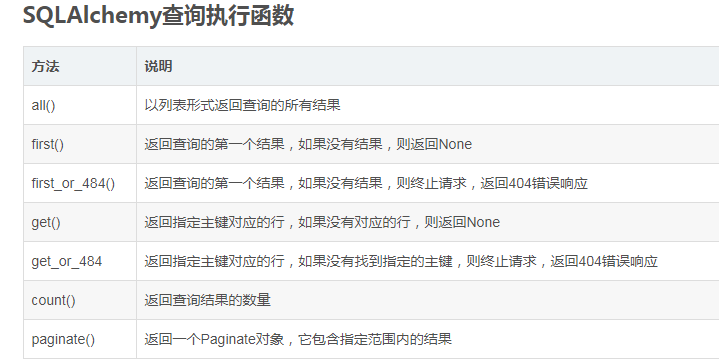 SQLAlchemy查询执行函数
方法 说明
all() 以列表形式返回查询的所有结果
first() 返回查询的第一个结果，如果没有结果，则返回None
first_or_484() 返回查询的第一个结果，如果没有结果，则终止请求，返回404错误响应
get() 返回指定主键对应的行，如果没有对应的行，则返回None
get_or_484 返回指定主键对应的行，如果没有找到指定的主键，则终止请求，返回404错误响应
count() 返回查询结果的数量
paginate() 返回一个Paginate对象，它包含指定范围内的结果